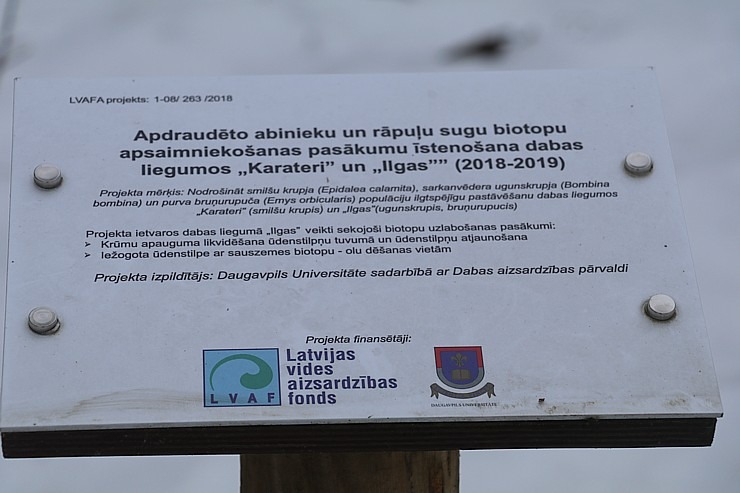 LVAFA projekts: 1-08/ 263 /2018
Apdraudēto abinieku un rāpuļu sugu biotopu
apsaimniekošanas pasākumu īstenošana dabas
liegumos „Karateri” un „Ilgas”” (2018-2019)
Projekta mērķis: Nodrošināt smilšu krupja (Epidalea calamita), sarkanvēdera ugunskrupja (Bombina
bombina) un purva bruņurupuča (Emys orbicularis) populāciju ilgtspējīgu pastāvēšanu dabas liegumos
„Karateri” (smilšu krupis) un „Ilgas”(ugunskrupis, bruņurupucis)
Projekta ietvaros dabas liegumā „Ilgas” veikti sekojoši biotopu uzlabošanas pasākumi:
➢ Krūmu apauguma likvidēšana ūdenstilpņu tuvumā un ūdenstilpņu atjaunošana
➢ Iežogota ūdenstilpe ar sauszemes biotopu - olu dēšanas vietām
Projekta izpildītājs: Daugavpils Universitāte sadarbībā ar Dabas aizsardzības pārvaldi
Projekta finansētāji:
LVAF
Latvijas
vides
aizsardzības
fonds
DAUGAVPILS UNIVERSITĀTE